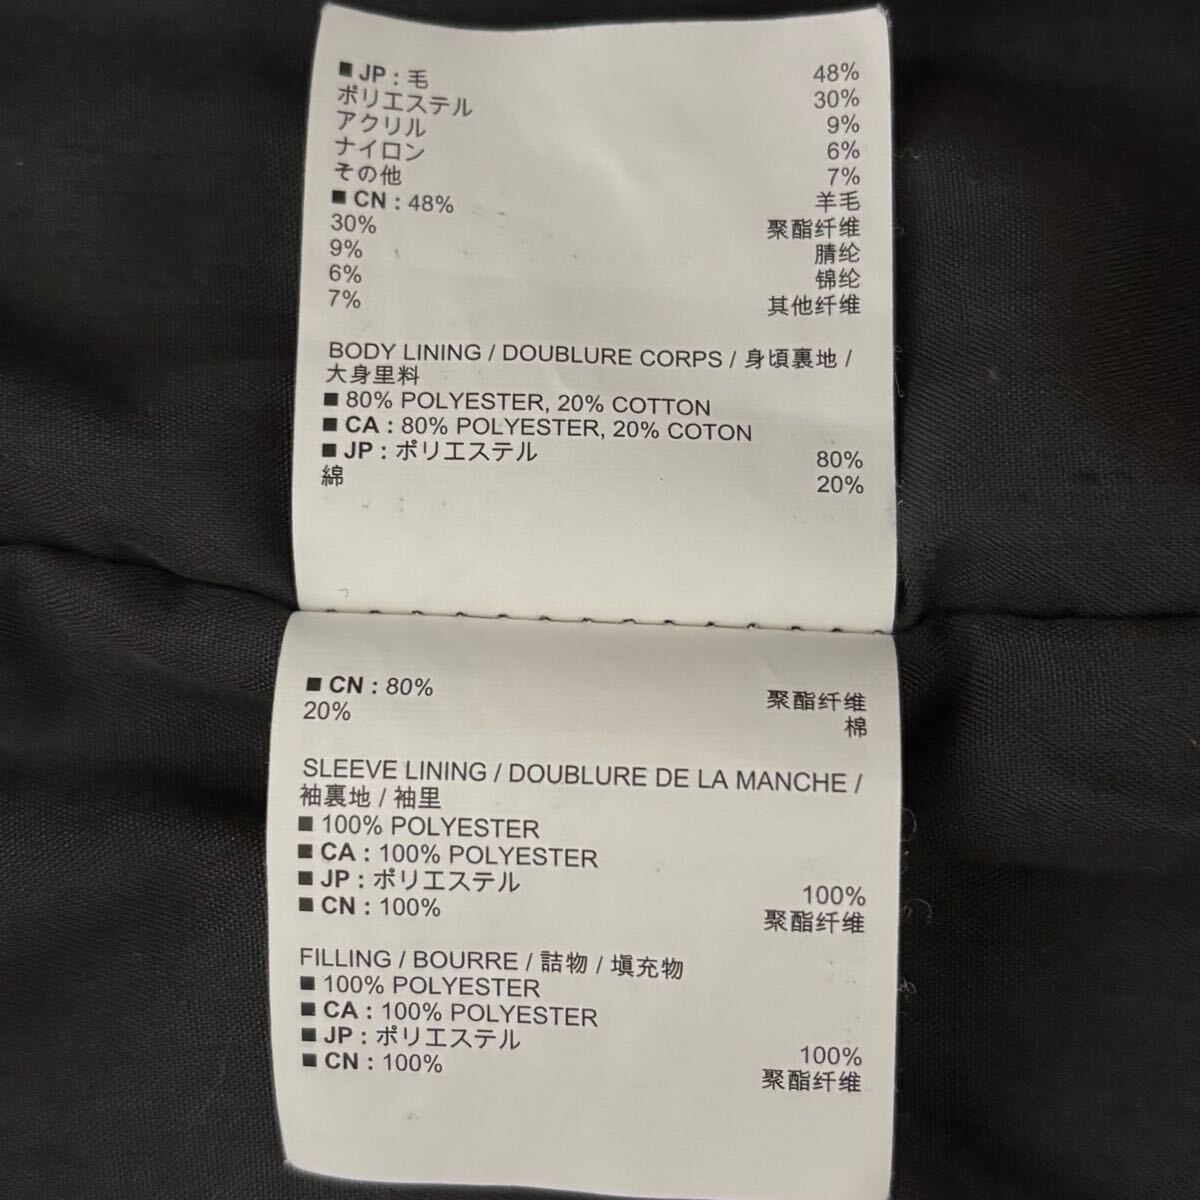 ■ JP : 毛 48%
ポリエステル 30%
アクリル 9%
ナイロン 6%
その他 7%
■ CN : 48% 羊毛
30% 聚酯纤维
9% 腈纶
6% 锦纶
7% 其他纤维
BODY LINING / DOUBLURE CORPS / 身頃裏地 /
大身里料
■ 80% POLYESTER, 20% COTTON
■ CA : 80% POLYESTER, 20% COTON
■ JP : ポリエステル 80%
綿 20%
■ CN : 80% 聚酯纤维
20% 棉
SLEEVE LINING / DOUBLURE DE LA MANCHE /
袖裏地 / 袖里
■ 100% POLYESTER
■ CA : 100% POLYESTER
■ JP : ポリエステル 100%
■ CN : 100% 聚酯纤维
FILLING / BOURRE / 詰物 / 填充物
■ 100% POLYESTER
■ CA : 100% POLYESTER
■ JP : ポリエステル 100%
■ CN : 100% 聚酯纤维